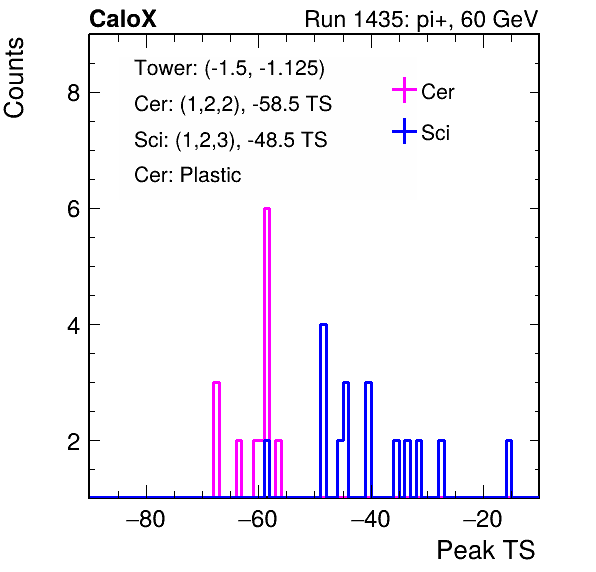 CaloX Run 1435: pi+, 60 GeV
Counts
Tower: (-1.5, -1.125)
Cer: (1,2,2), -58.5 TS
Sci: (1,2,3), -48.5 TS
Cer: Plastic
Cer
Sci
8
6
4
2
−80 −60 −40 −20
Peak TS